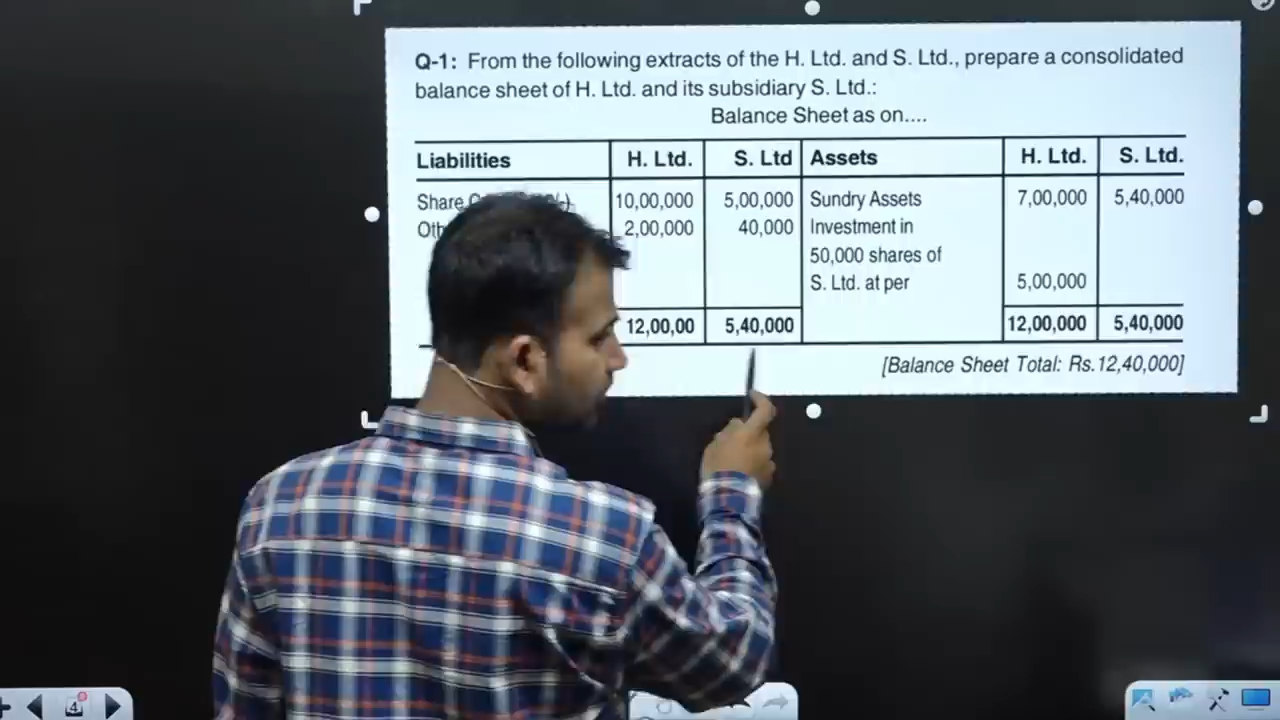 Q-1: From the following extracts of the H. Ltd. and S. Ltd., prepare a consolidated
balance sheet of H. Ltd. and its subsidiary S. Ltd.:
Balance Sheet as on....
Liabilities H. Ltd. S. Ltd Assets H. Ltd. S. Ltd.
Share 10,00,000 5,00,000 Sundry Assets 7,00,000 5,40,000
2,00,000 40,000 Investment in
50,000 shares of
S. Ltd. at per 5,00,000
12,00,00 5,40,000 12,00,000 5,40,000
[Balance Sheet Total: Rs.12,40,000]
4